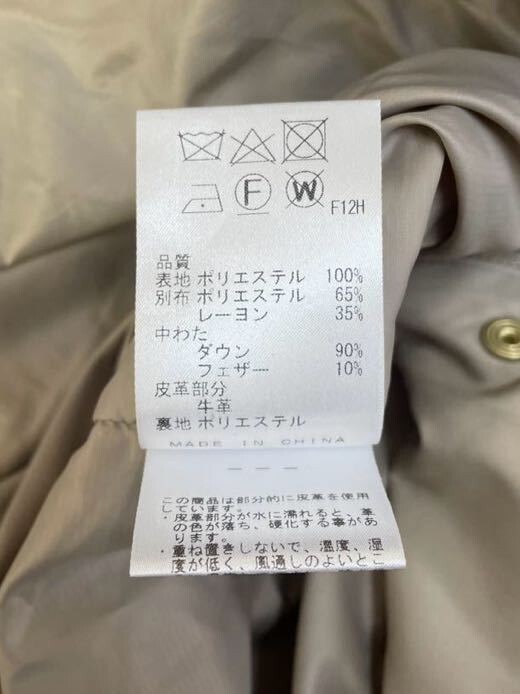 F W F12H
品質
表地 ポリエステル 100%
別布 ポリエステル 65%
レーヨン 35%
中わた
ダウン 90%
フェザー 10%
皮革部分
牛革
裏地 ポリエステル
MADE IN CHINA
この商品は部分的に皮革を使用
しています。
・皮革部分が水に濡れると、革
の色が落ち、硬化する事があ
ります。
・重ね置きしないで、温度、湿
度が低く、風通しのよいとこ